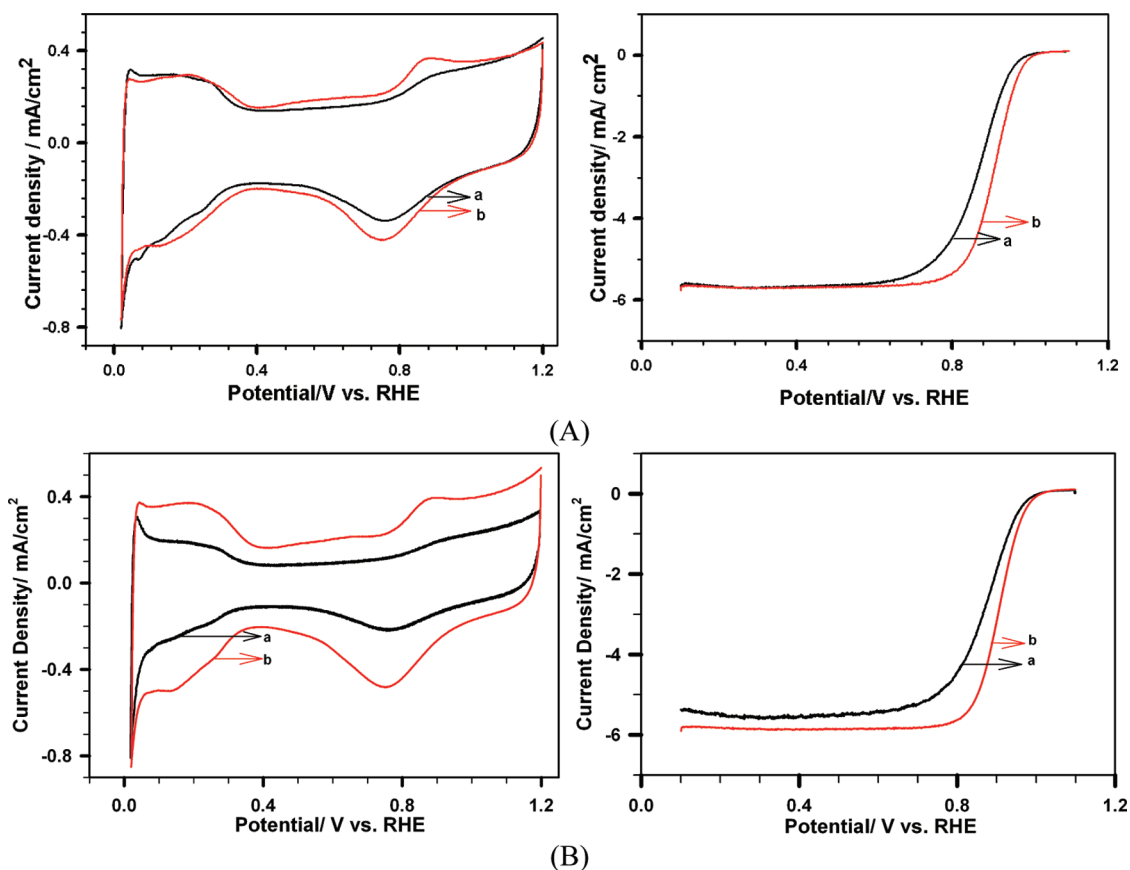 0.4
0.0
-0.4
-0.8
0.0
0.4
0.8
1.2
Current density / mA/cm²
Potential/V vs. RHE
a
b
0
-2
-4
-6
0.0
0.4
0.8
1.2
Current density/ mA/ cm²
Potential/V vs. RHE
b
a
(A)
0.4
0.0
-0.4
-0.8
0.0
0.4
0.8
1.2
Current Density/ mA/cm²
Potential/ V vs. RHE
a
b
0
-2
-4
-6
0.0
0.4
0.8
1.2
Current Density/ mA/cm²
Potential/ V vs. RHE
b
a
(B)